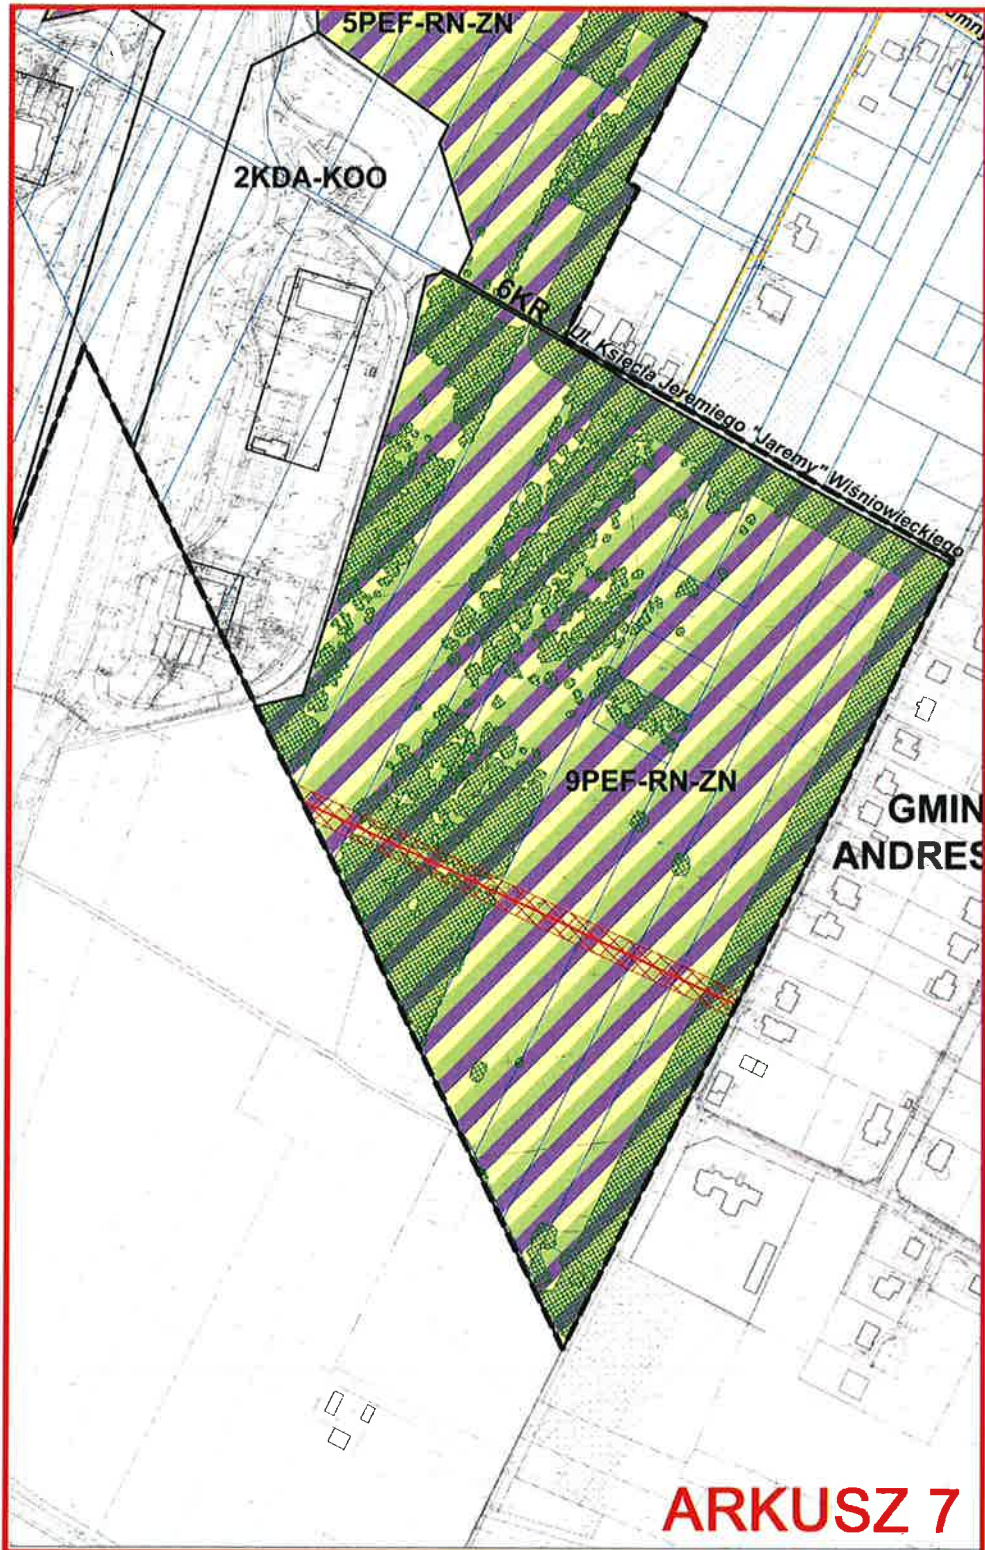 5PEF-RN-ZN
2KDA-KOO
6KR
Ul. Księcia Jeremiego "Jaremy" Wiśniowieckiego
9PEF-RN-ZN
GMIN
ANDRES
ARKUSZ 7